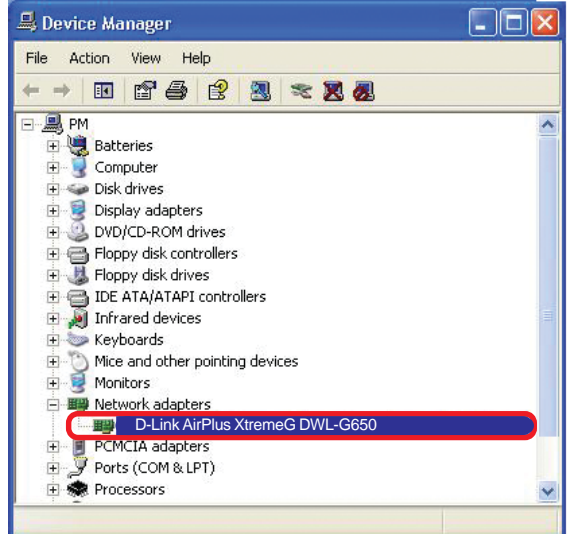 Device Manager
File Action View Help
PM
Batteries
Computer
Disk drives
Display adapters
DVD/CD-ROM drives
Floppy disk controllers
Floppy disk drives
IDE ATA/ATAPI controllers
Infrared devices
Keyboards
Mice and other pointing devices
Monitors
Network adapters
D-Link AirPlus XtremeG DWL-G650
PCMCIA adapters
Ports (COM & LPT)
Processors